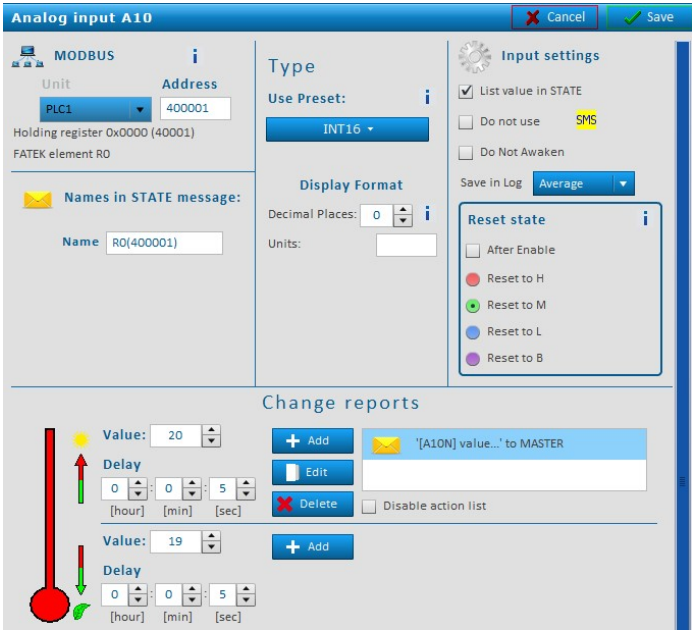 Analog input A10
Cancel
Save
MODBUS
i
Unit
Address
PLC1
400001
Holding register 0x0000 (40001)
FATEK element R0
Names in STATE message:
Name
R0(400001)
Type
Use Preset:
i
INT16
Display Format
Decimal Places:
0
i
Units:
Input settings
List value in STATE
Do not use
SMS
Do Not Awaken
Save in Log
Average
Reset state
i
After Enable
Reset to H
Reset to M
Reset to L
Reset to B
Change reports
Value:
20
Delay
0 : 0 : 5
[hour] [min] [sec]
+ Add
Edit
Delete
'[A10N] value...' to MASTER
Disable action list
Value:
19
Delay
0 : 0 : 5
[hour] [min] [sec]
+ Add